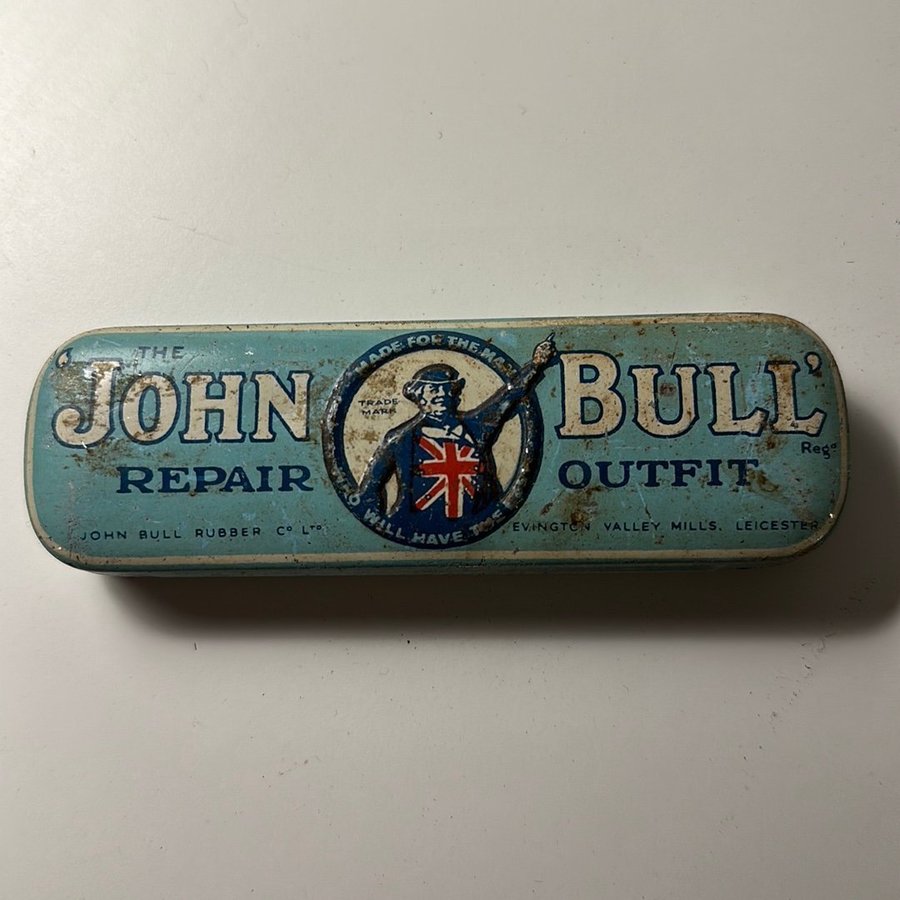 THE
'JOHN BULL'
Regd
REPAIR OUTFIT
JOHN BULL RUBBER Co LTD EVINGTON VALLEY MILLS, LEICESTER
MADE FOR THE
TRADE
MARK
WILL HAVE THE